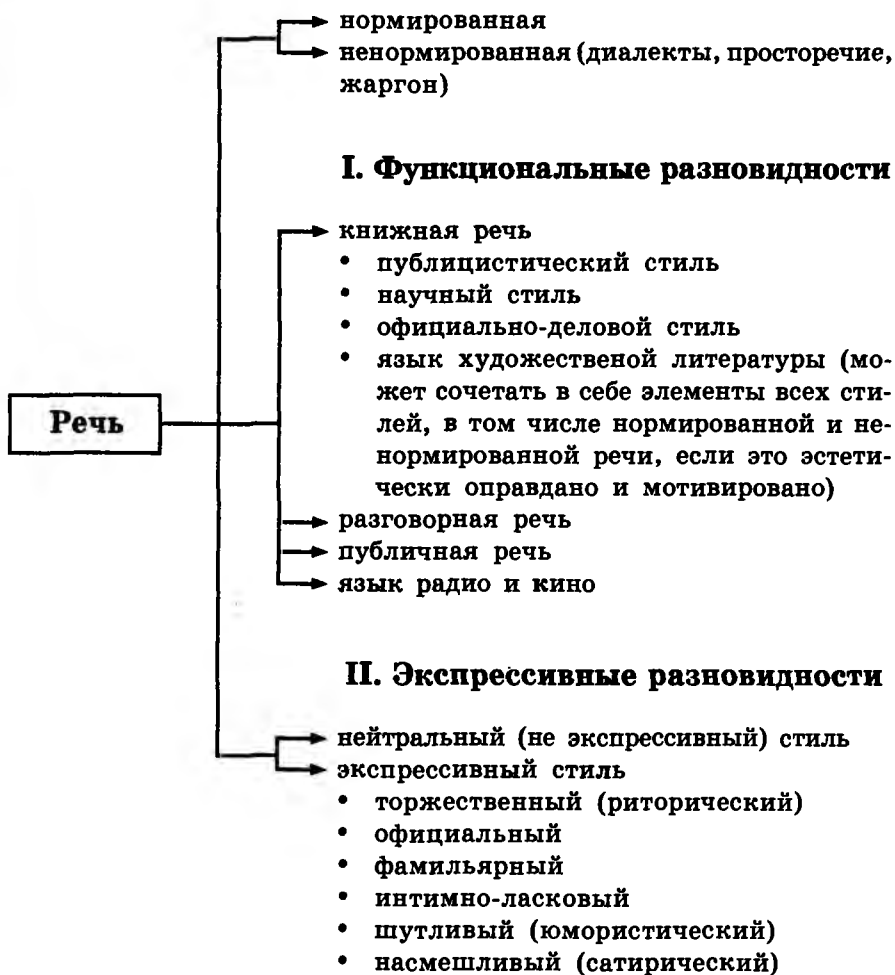 нормированная
ненормированная (диалекты, просторечие,
жаргон)
I. Функциональные разновидности
книжная речь
• публицистический стиль
• научный стиль
• официально-деловой стиль
• язык художественой литературы (мо-
жет сочетать в себе элементы всех сти-
лей, в том числе нормированной и не-
нормированной речи, если это эстети-
чески оправдано и мотивировано)
Речь
разговорная речь
публичная речь
язык радио и кино
II. Экспрессивные разновидности
нейтральный (не экспрессивный) стиль
экспрессивный стиль
• торжественный (риторический)
• официальный
• фамильярный
• интимно-ласковый
• шутливый (юмористический)
• насмешливый (сатирический)